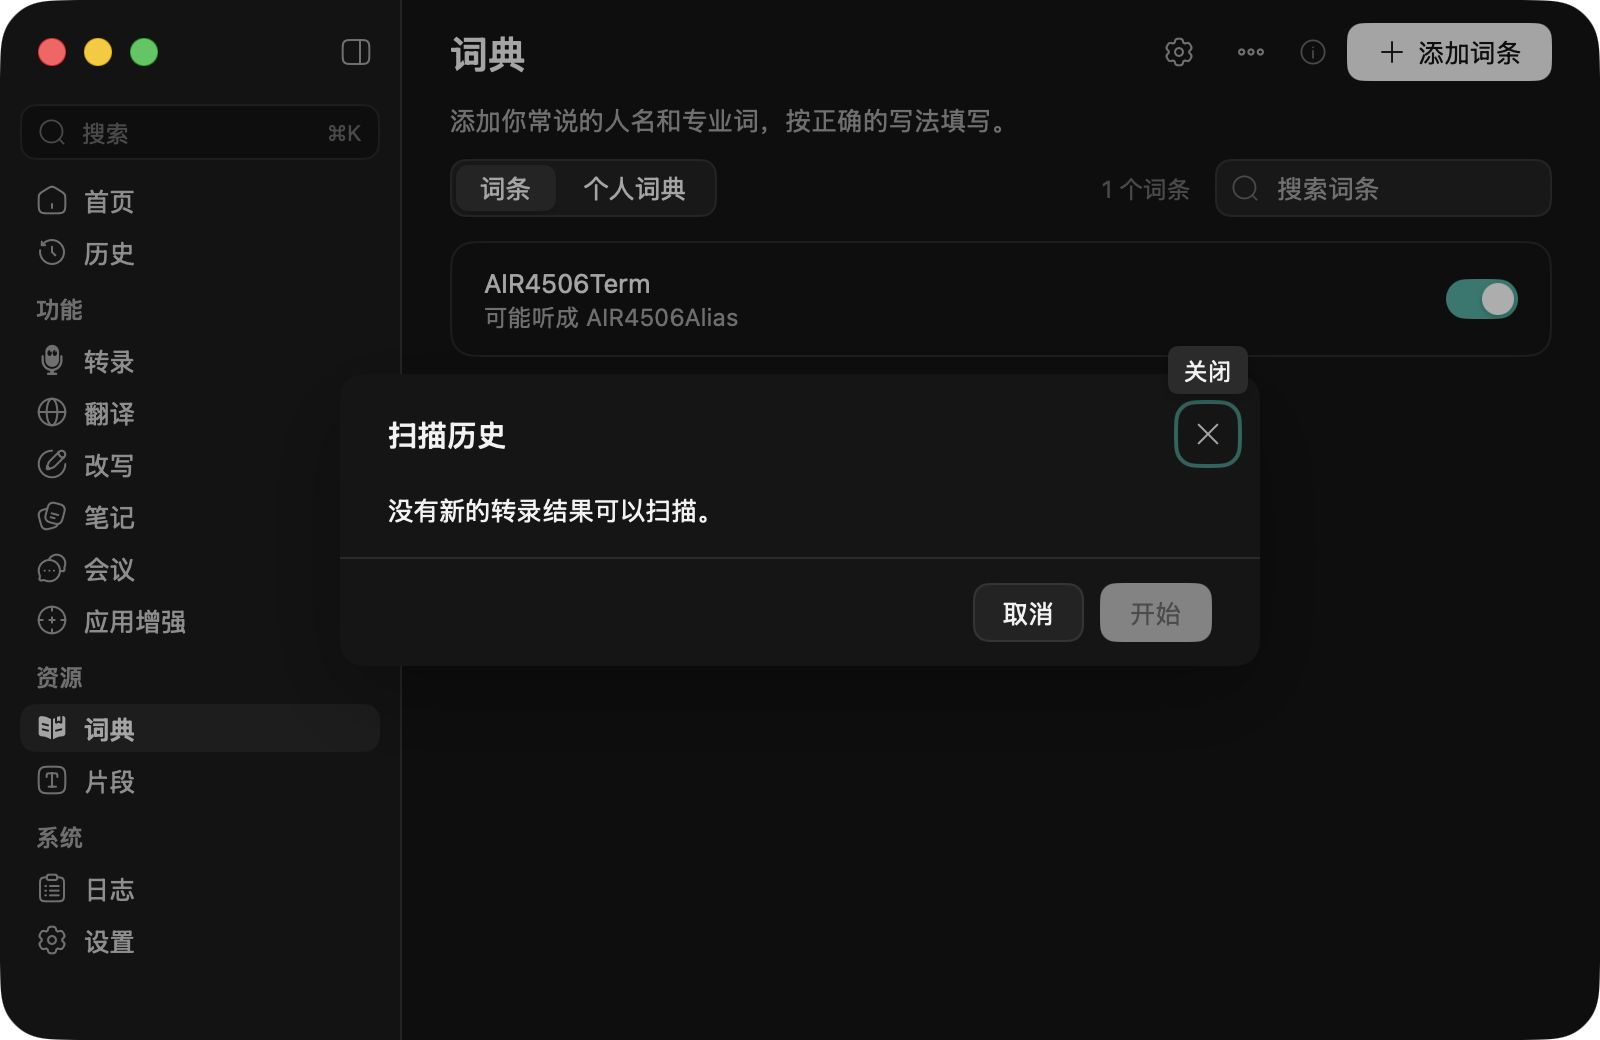 搜索 ⌘K
首页
历史
功能
转录
翻译
改写
笔记
会议
应用增强
资源
词典
片段
系统
日志
设置
词典
添加词条
添加你常说的人名和专业词，按正确的写法填写。
词条 个人词典
1 个词条
搜索词条
AIR4506Term
可能听成 AIR4506Alias
关闭
扫描历史
没有新的转录结果可以扫描。
取消 开始